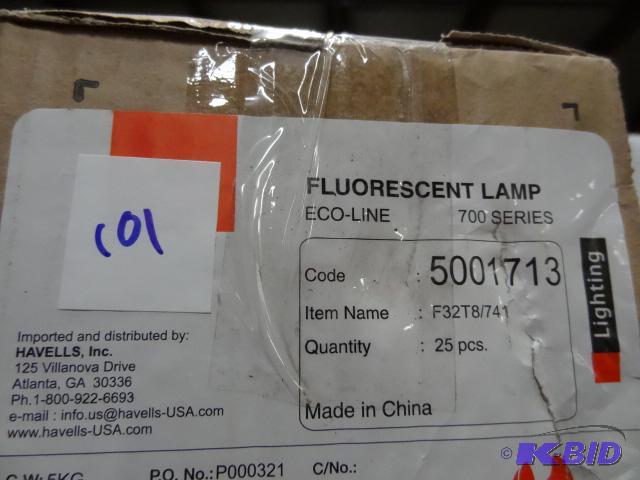 FLUORESCENT LAMP
ECO-LINE 700 SERIES
101
Code : 5001713
Item Name : F32T8/741
Quantity : 25 pcs.
Made in China
Lighting
Imported and distributed by:
HAVELLS, Inc.
125 Villanova Drive
Atlanta, GA 30336
Ph.1-800-922-6693
e-mail : info.us@havells-USA.com
www.havells-USA.com
G.W: 5KG P.O. No.: P000321 C/No.:
© K-BID